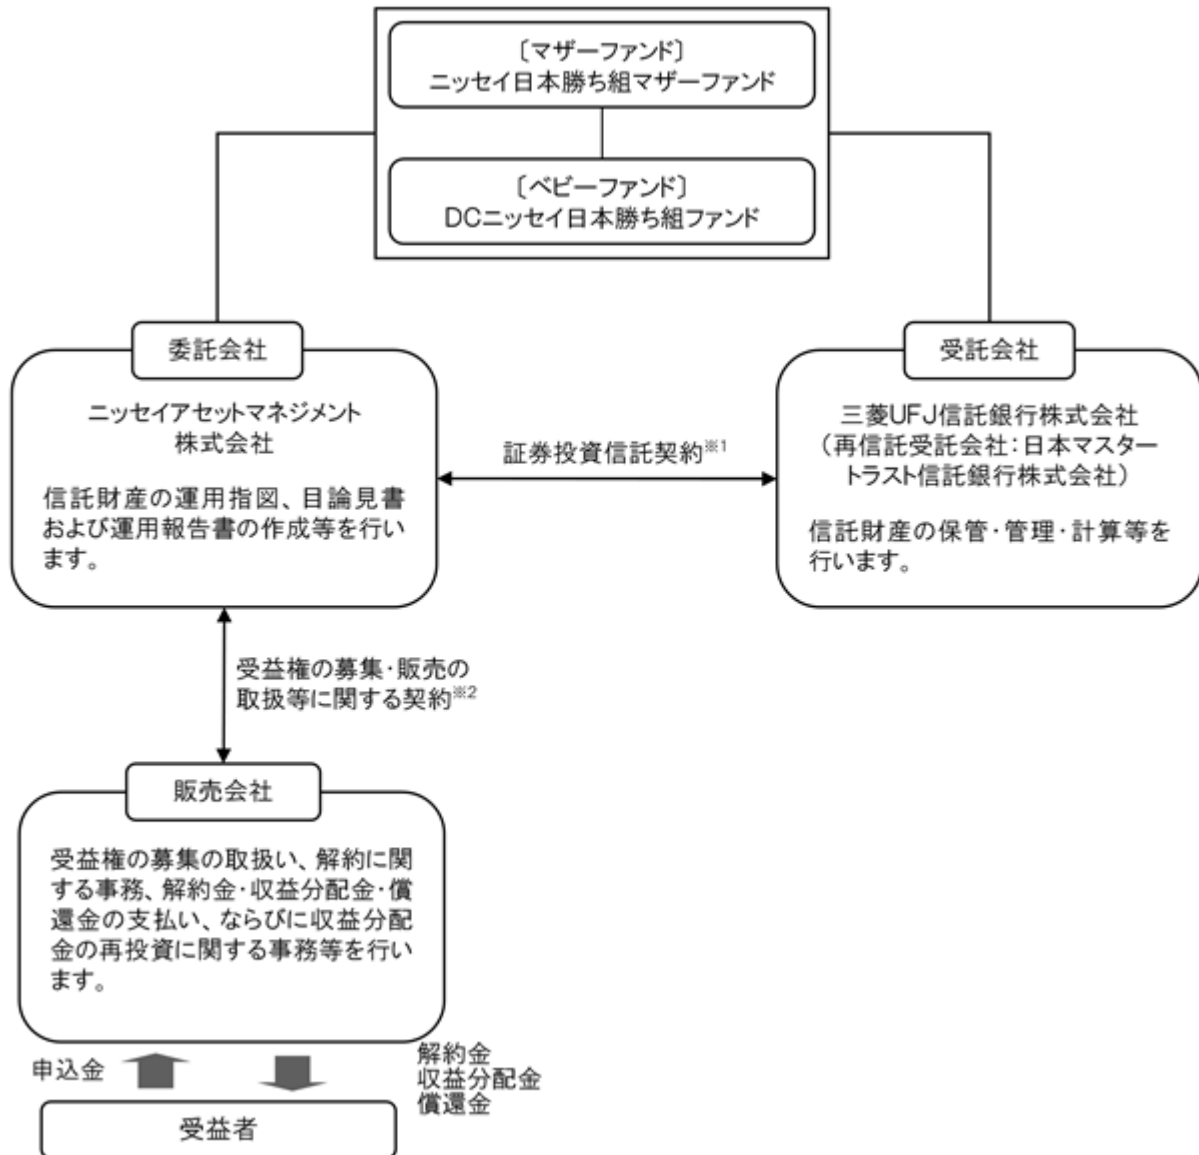 〔マザーファンド〕
ニッセイ日本勝ち組マザーファンド
〔ベビーファンド〕
DCニッセイ日本勝ち組ファンド
委託会社
ニッセイアセットマネジメント
株式会社
信託財産の運用指図、目論見書
および運用報告書の作成等を行い
ます。
証券投資信託契約※1
受託会社
三菱UFJ信託銀行株式会社
(再信託受託会社:日本マスター
トラスト信託銀行株式会社)
信託財産の保管・管理・計算等を
行います。
受益権の募集・販売の
取扱等に関する契約※2
販売会社
受益権の募集の取扱い、解約に関
する事務、解約金・収益分配金・償
還金の支払い、ならびに収益分配
金の再投資に関する事務等を行い
ます。
申込金
解約金
収益分配金
償還金
受益者